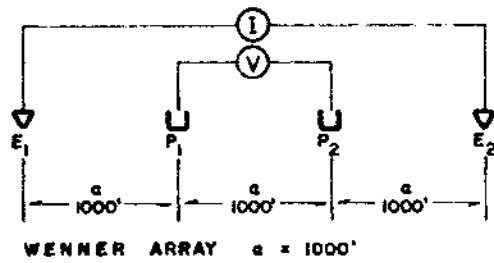 I
V
E1 P1 P2 E2
a a a
1000' 1000' 1000'
WENNER ARRAY a = 1000'